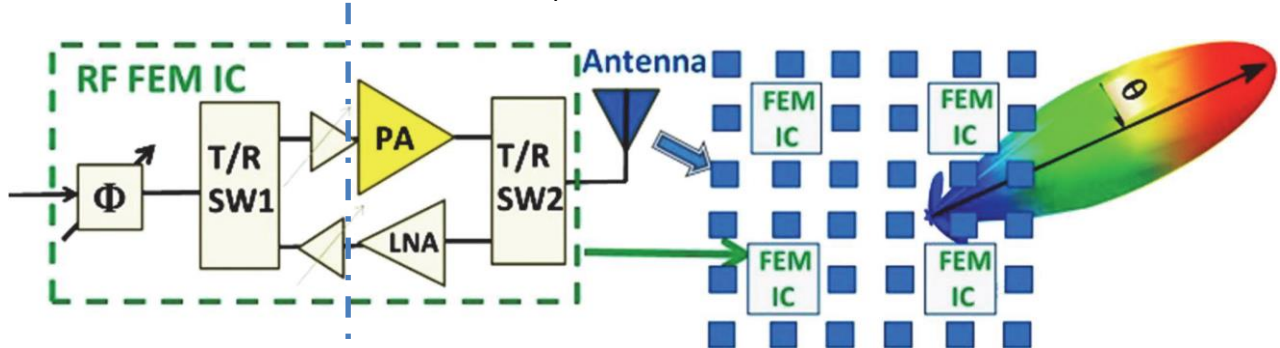 RF FEM IC
Φ
T/R
SW1
PA
LNA
T/R
SW2
Antenna
FEM
IC
FEM
IC
FEM
IC
FEM
IC
Θ